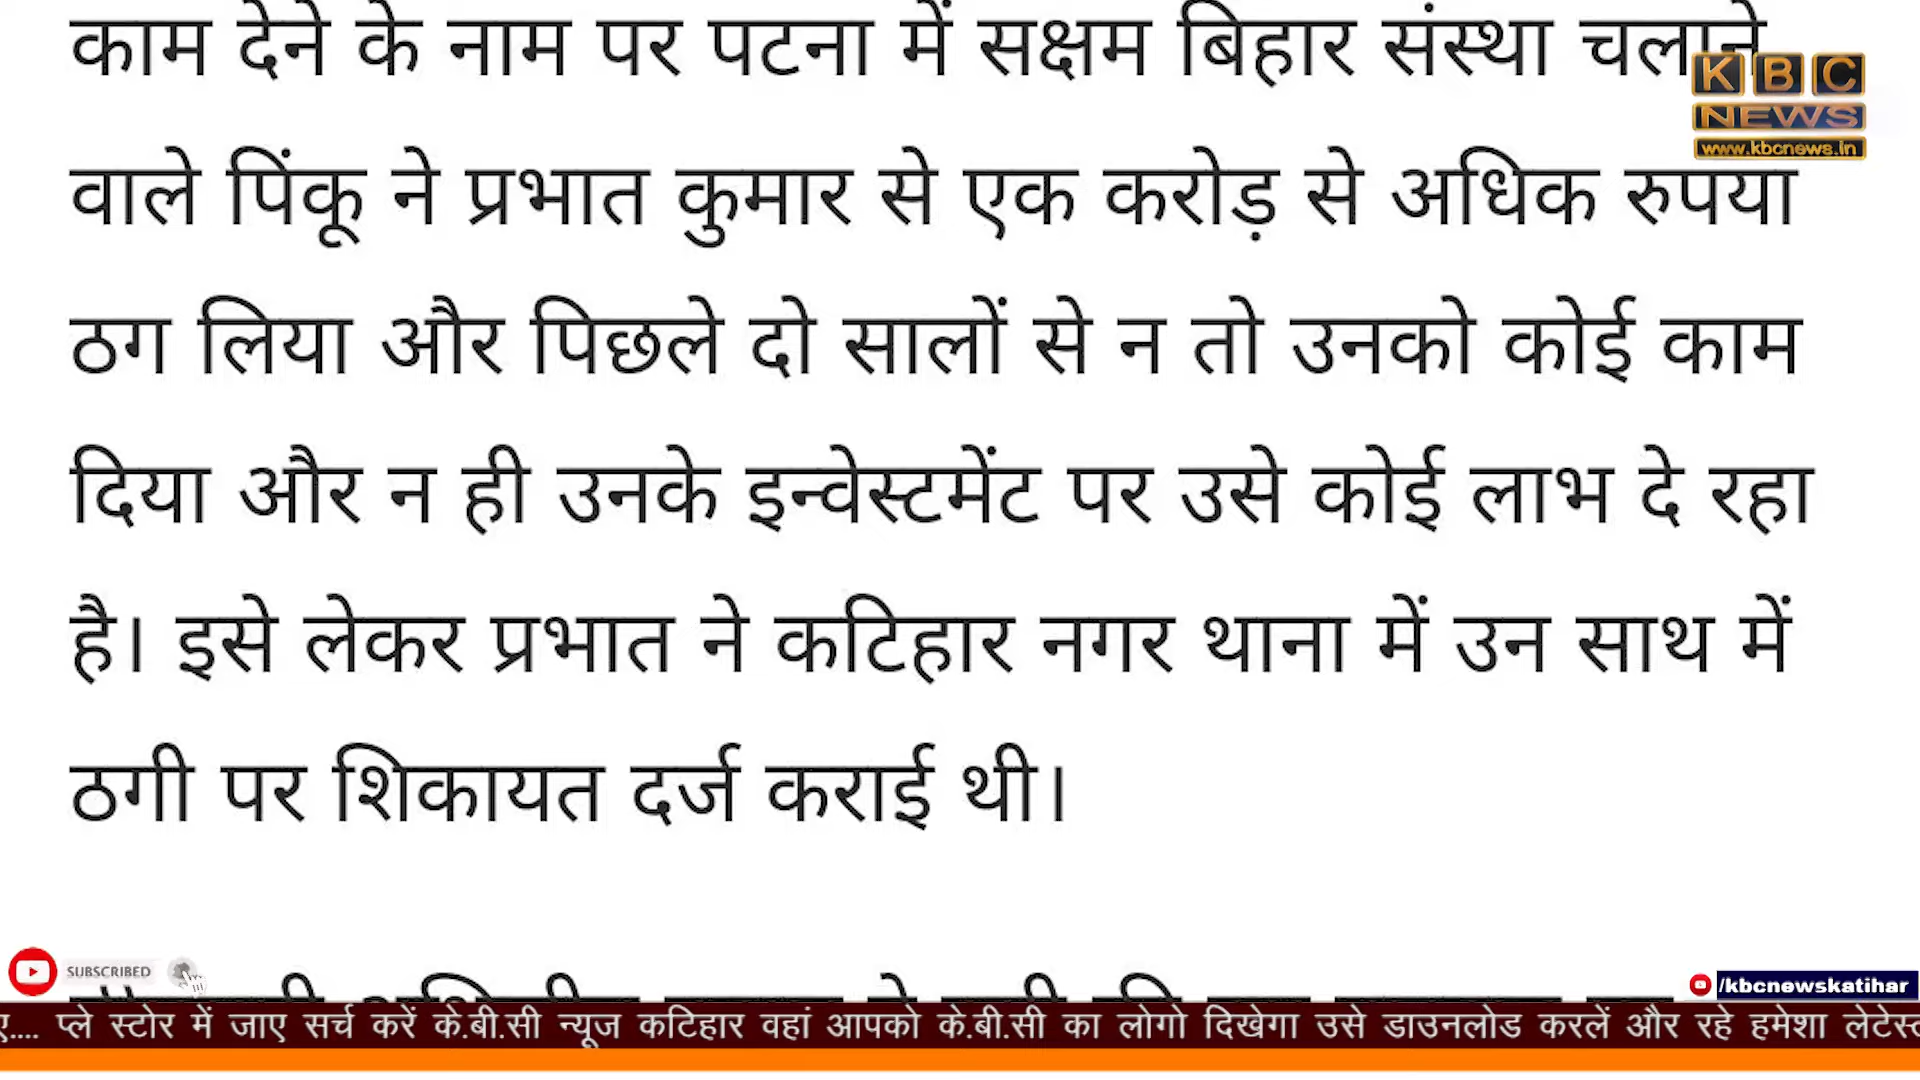 काम देने के नाम पर पटना में सक्षम बिहार संस्था चलाने
KBC
NEWS
www.kbcnews.in
वाले पिंकू ने प्रभात कुमार से एक करोड़ से अधिक रुपया
ठग लिया और पिछले दो सालों से न तो उनको कोई काम
दिया और न ही उनके इन्वेस्टमेंट पर उसे कोई लाभ दे रहा
है। इसे लेकर प्रभात ने कटिहार नगर थाना में उन साथ में
ठगी पर शिकायत दर्ज कराई थी।
SUBSCRIBED
/kbcnewskatihar
.... प्ले स्टोर में जाए सर्च करें के.बी.सी न्यूज कटिहार वहां आपको के.बी.सी का लोगो दिखेगा उसे डाउनलोड करलें और रहे हमेशा